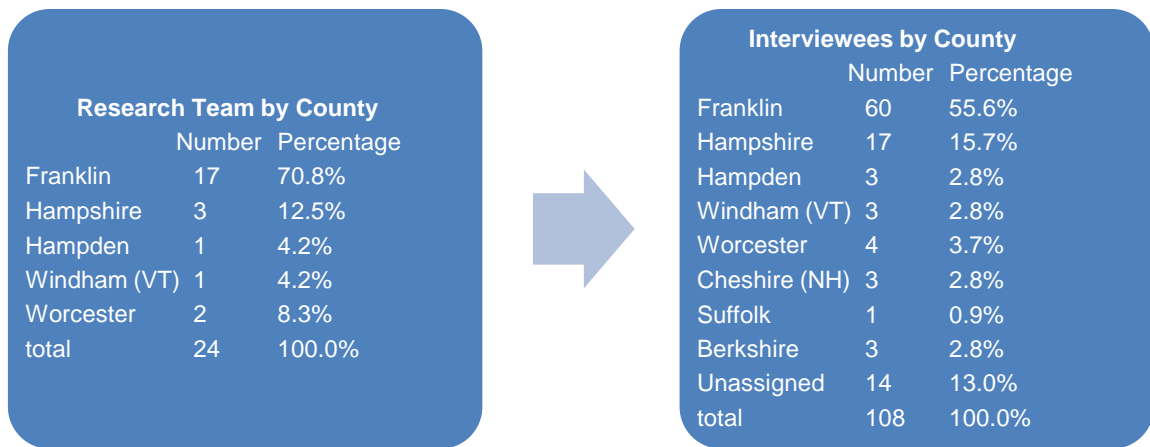 Research Team by County
Number Percentage
Franklin 17 70.8%
Hampshire 3 12.5%
Hampden 1 4.2%
Windham (VT) 1 4.2%
Worcester 2 8.3%
total 24 100.0%
Interviewees by County
Number Percentage
Franklin 60 55.6%
Hampshire 17 15.7%
Hampden 3 2.8%
Windham (VT) 3 2.8%
Worcester 4 3.7%
Cheshire (NH) 3 2.8%
Suffolk 1 0.9%
Berkshire 3 2.8%
Unassigned 14 13.0%
total 108 100.0%